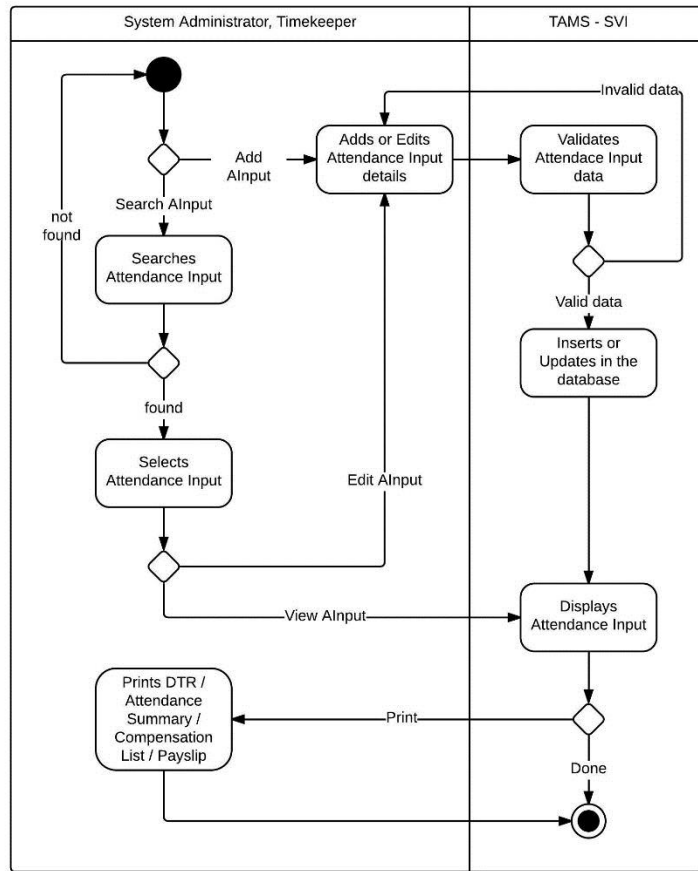 System Administrator, Timekeeper
TAMS - SVI
Invalid data
Adds or Edits
Attendance Input
details
Validates
Attendace Input
data
Add
AInput
Search AInput
not
found
Searches
Attendance Input
Valid data
Inserts or
Updates in the
database
found
Selects
Attendance Input
Edit AInput
Displays
Attendance Input
View AInput
Prints DTR /
Attendance
Summary /
Compensation
List / Payslip
Print
Done